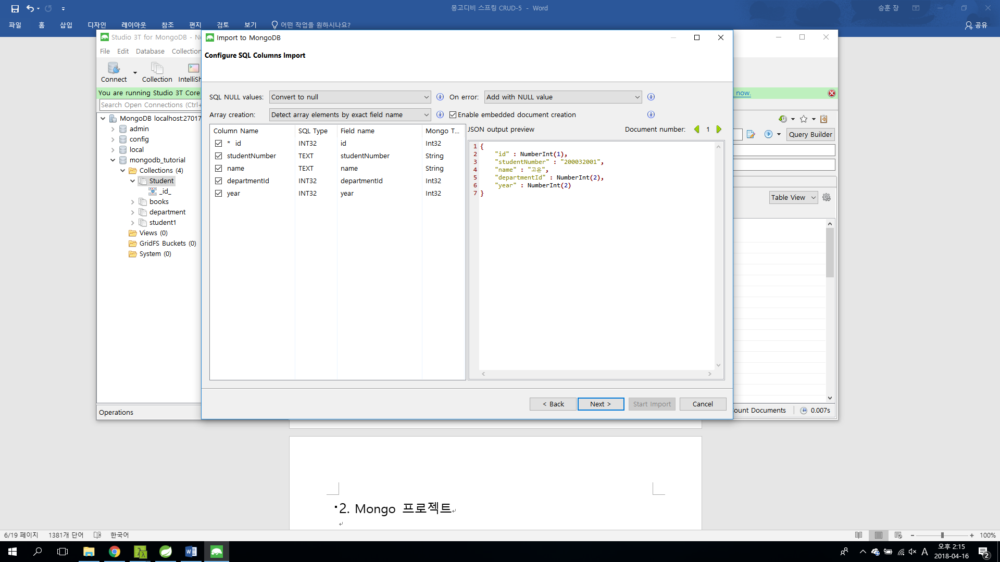 몽고디비 스프링 CRUD-5 - Word
승훈 장
파일 홈 삽입 디자인 레이아웃 참조 편지 검토 보기 어떤 작업을 원하시나요? 공유
Studio 3T for MongoDB - N
File Edit Database Collection
Connect Collection IntelliSh
You are running Studio 3T Core
now.
Search Open Connections (Ctrl+
MongoDB localhost:27017
admin
config
local
mongodb_tutorial
Collections (4)
Student
_id_
books
department
student1
Views (0)
GridFS Buckets (0)
System (0)
Operations
Query Builder
Table View
ount Documents
0.007s
Import to MongoDB
Configure SQL Columns Import
SQL NULL values: Convert to null On error: Add with NULL value
Array creation: Detect array elements by exact field name Enable embedded document creation
Column Name SQL Type Field name Mongo T...
* id INT32 id Int32
studentNumber TEXT studentNumber String
name TEXT name String
departmentId INT32 departmentId Int32
year INT32 year Int32
JSON output preview Document number: 1
1 {
2 "id" : NumberInt(1),
3 "studentNumber" : "200032001",
4 "name" : "고은",
5 "departmentId" : NumberInt(2),
6 "year" : NumberInt(2)
7 }
< Back Next > Start Import Cancel
2. Mongo 프로젝트
6/19 페이지 1381개 단어 한국어
100%
A
오후 2:15
2018-04-16
2